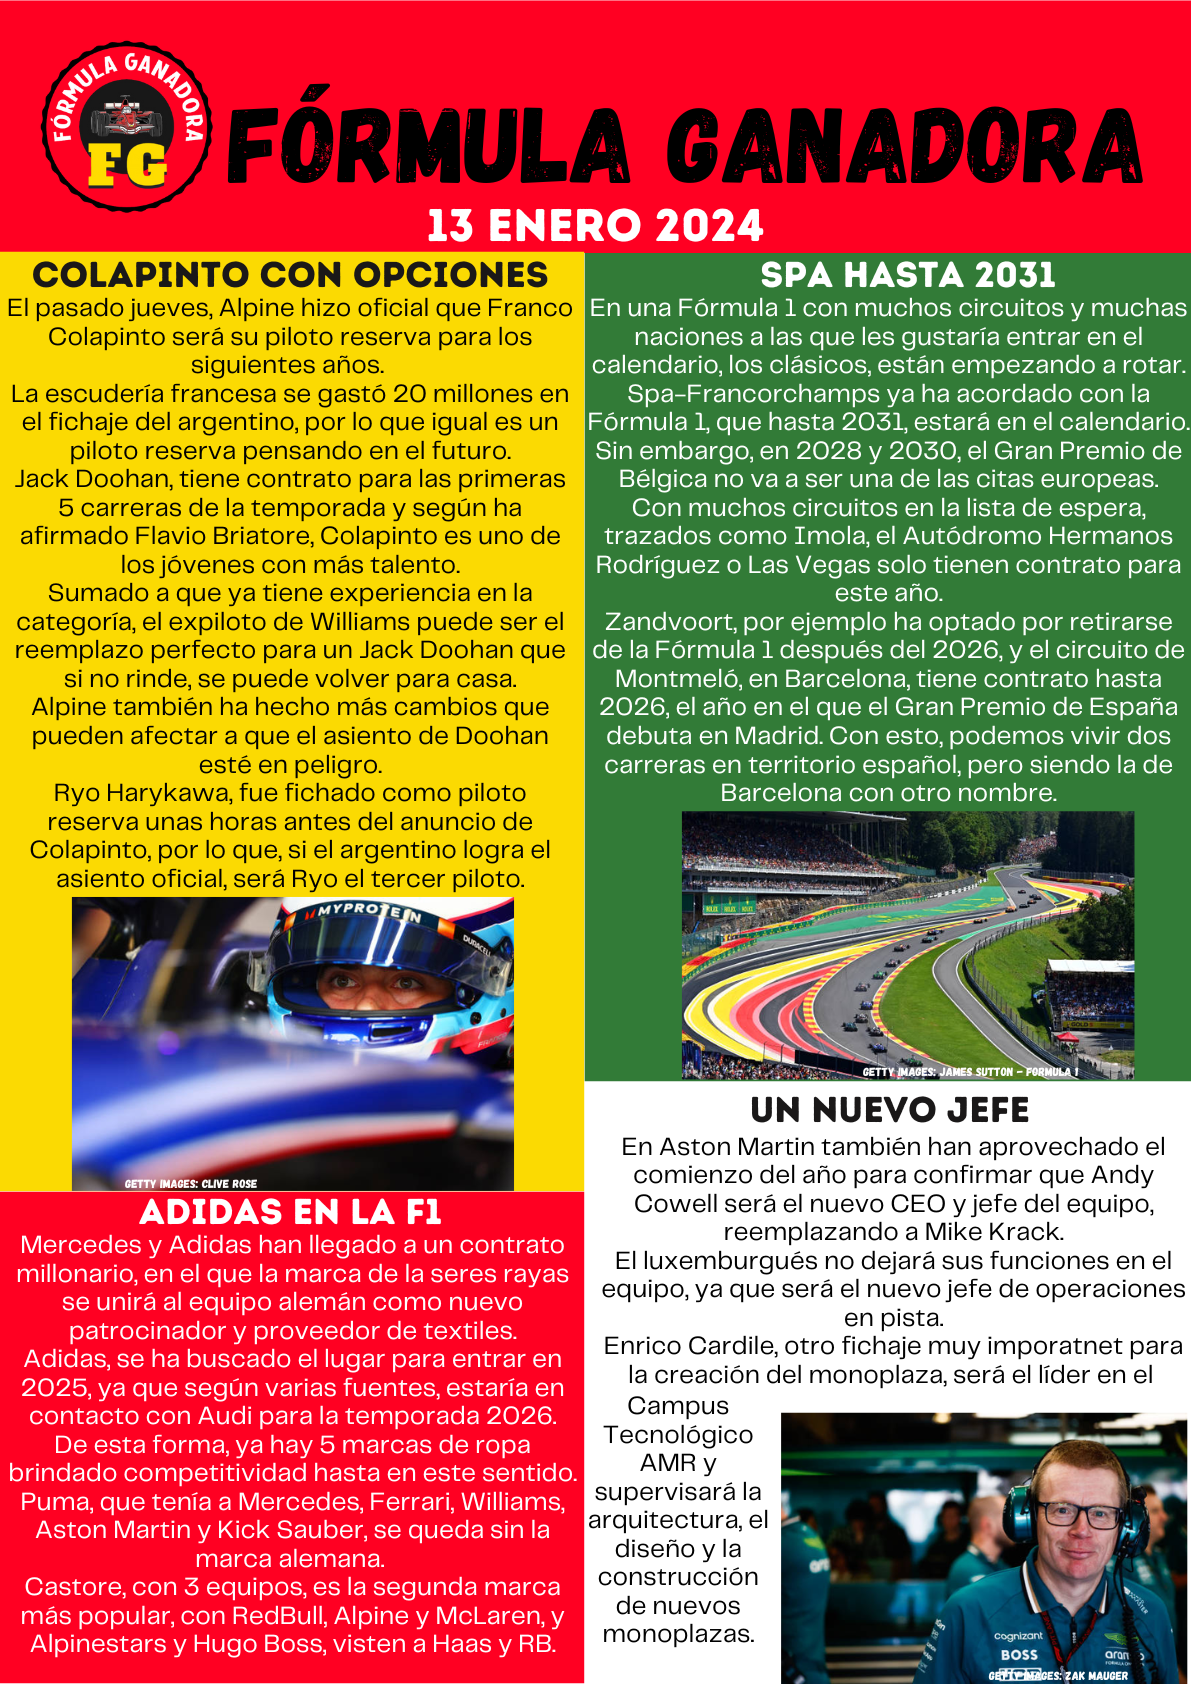 FÓRMULA GANADORA
FG
FÓRMULA GANADORA
13 ENERO 2024
COLAPINTO CON OPCIONES
El pasado jueves, Alpine hizo oficial que Franco
Colapinto será su piloto reserva para los
siguientes años.
La escudería francesa se gastó 20 millones en
el fichaje del argentino, por lo que igual es un
piloto reserva pensando en el futuro.
Jack Doohan, tiene contrato para las primeras
5 carreras de la temporada y según ha
afirmado Flavio Briatore, Colapinto es uno de
los jóvenes con más talento.
Sumado a que ya tiene experiencia en la
categoría, el expiloto de Williams puede ser el
reemplazo perfecto para un Jack Doohan que
si no rinde, se puede volver para casa.
Alpine también ha hecho más cambios que
pueden afectar a que el asiento de Doohan
esté en peligro.
Ryo Harykawa, fue fichado como piloto
reserva unas horas antes del anuncio de
Colapinto, por lo que, si el argentino logra el
asiento oficial, será Ryo el tercer piloto.
MYPROTEIN
DURACELL
GETTY IMAGES: CLIVE ROSE
ADIDAS EN LA F1
Mercedes y Adidas han llegado a un contrato
millonario, en el que la marca de la seres rayas
se unirá al equipo alemán como nuevo
patrocinador y proveedor de textiles.
Adidas, se ha buscado el lugar para entrar en
2025, ya que según varias fuentes, estaría en
contacto con Audi para la temporada 2026.
De esta forma, ya hay 5 marcas de ropa
brindado competitividad hasta en este sentido.
Puma, que tenía a Mercedes, Ferrari, Williams,
Aston Martin y Kick Sauber, se queda sin la
marca alemana.
Castore, con 3 equipos, es la segunda marca
más popular, con RedBull, Alpine y McLaren, y
Alpinestars y Hugo Boss, visten a Haas y RB.
SPA HASTA 2031
En una Fórmula 1 con muchos circuitos y muchas
naciones a las que les gustaría entrar en el
calendario, los clásicos, están empezando a rotar.
Spa-Francorchamps ya ha acordado con la
Fórmula 1, que hasta 2031, estará en el calendario.
Sin embargo, en 2028 y 2030, el Gran Premio de
Bélgica no va a ser una de las citas europeas.
Con muchos circuitos en la lista de espera,
trazados como Imola, el Autódromo Hermanos
Rodríguez o Las Vegas solo tienen contrato para
este año.
Zandvoort, por ejemplo ha optado por retirarse
de la Fórmula 1 después del 2026, y el circuito de
Montmeló, en Barcelona, tiene contrato hasta
2026, el año en el que el Gran Premio de España
debuta en Madrid. Con esto, podemos vivir dos
carreras en territorio español, pero siendo la de
Barcelona con otro nombre.
ROLEX
GOLD
GETTY IMAGES: JAMES SUTTON - FORMULA 1
UN NUEVO JEFE
En Aston Martin también han aprovechado el
comienzo del año para confirmar que Andy
Cowell será el nuevo CEO y jefe del equipo,
reemplazando a Mike Krack.
El luxemburgués no dejará sus funciones en el
equipo, ya que será el nuevo jefe de operaciones
en pista.
Enrico Cardile, otro fichaje muy imporatnet para
la creación del monoplaza, será el líder en el
Campus
Tecnológico
AMR y
supervisará la
arquitectura, el
diseño y la
construcción
de nuevos
monoplazas.
cognizant
BOSS
GETTY IMAGES: ZAK MAUGER